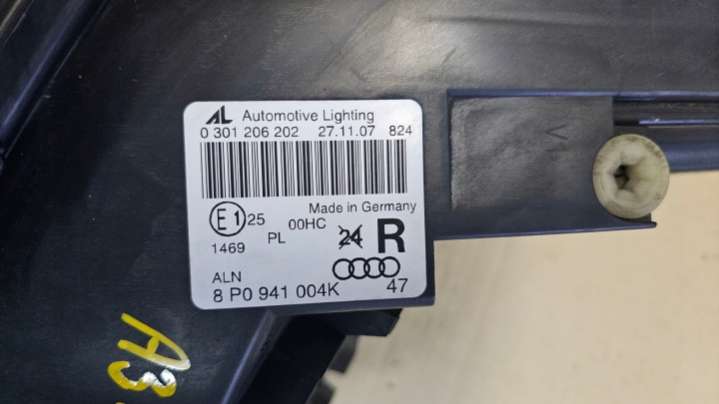 AL Automotive Lighting
0 301 206 202 27.11.07 824
Made in Germany
E1 25 00HC
1469 PL 24 R
ALN
8 P0 941 004K 47
A3